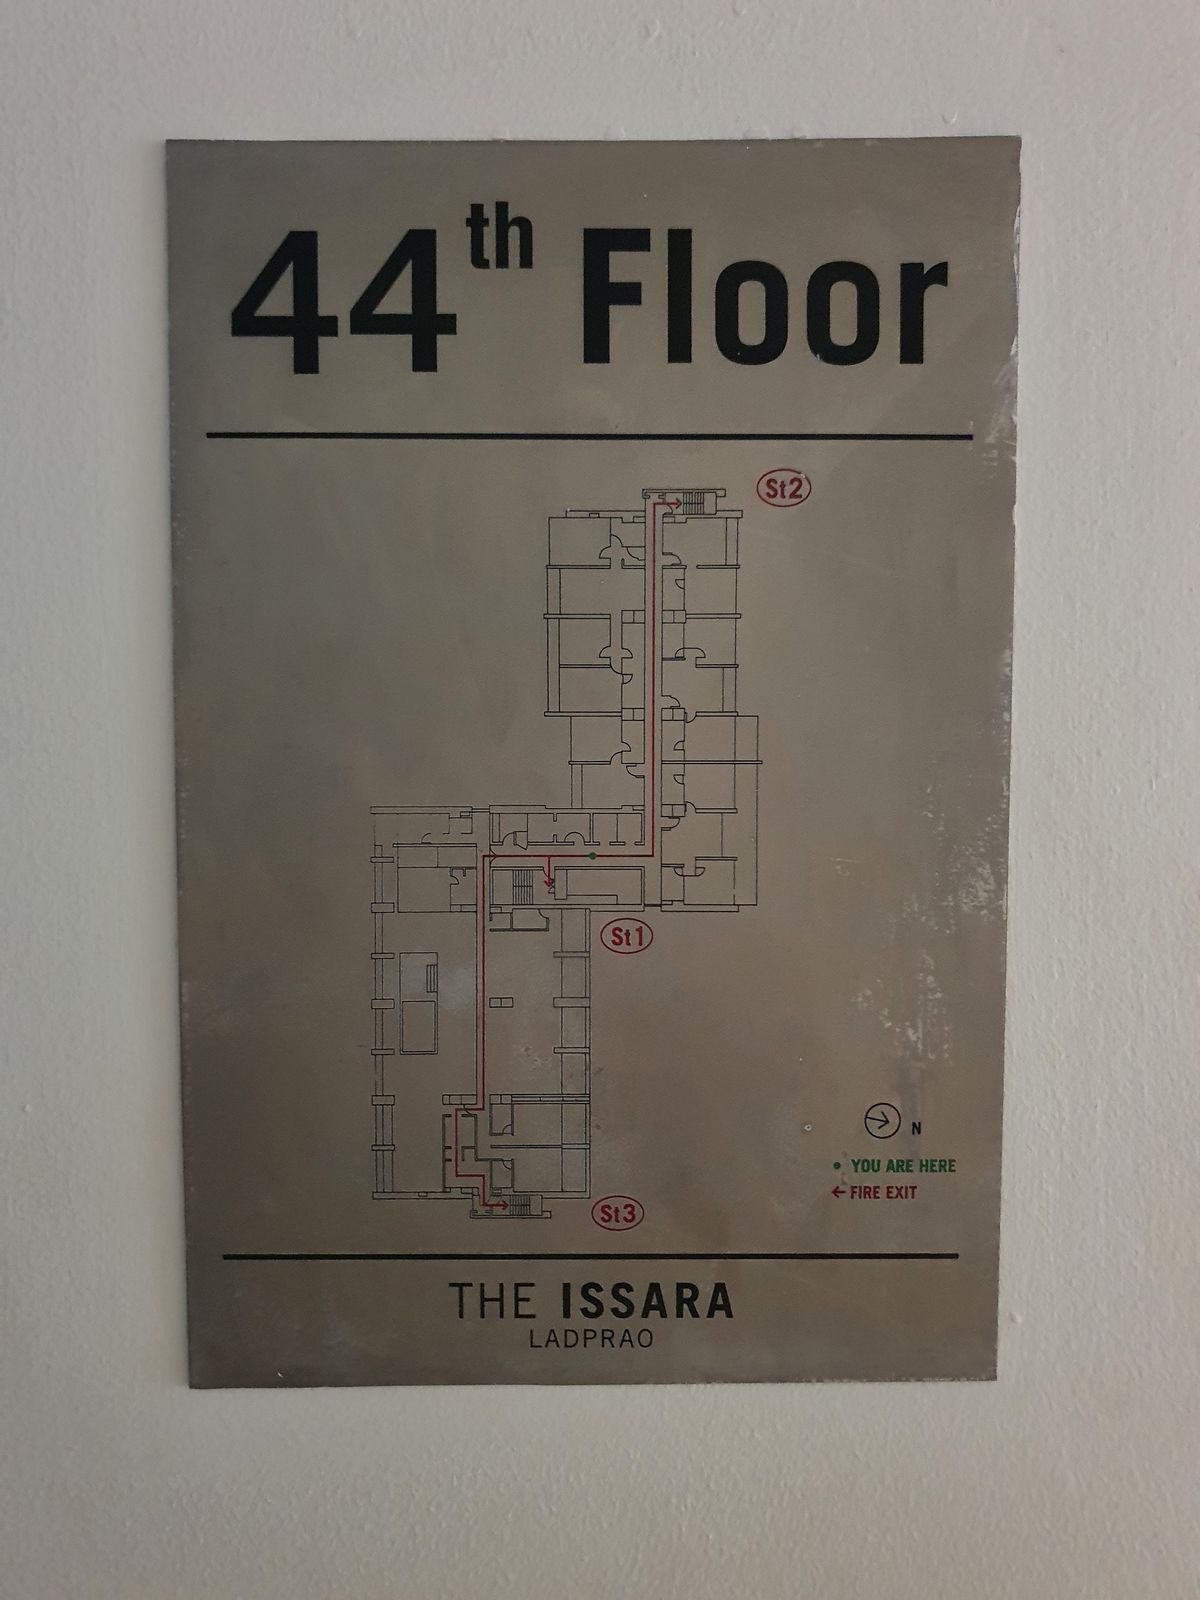 44th Floor
St2
St1
N
YOU ARE HERE
FIRE EXIT
St3
THE ISSARA
LADPRAO